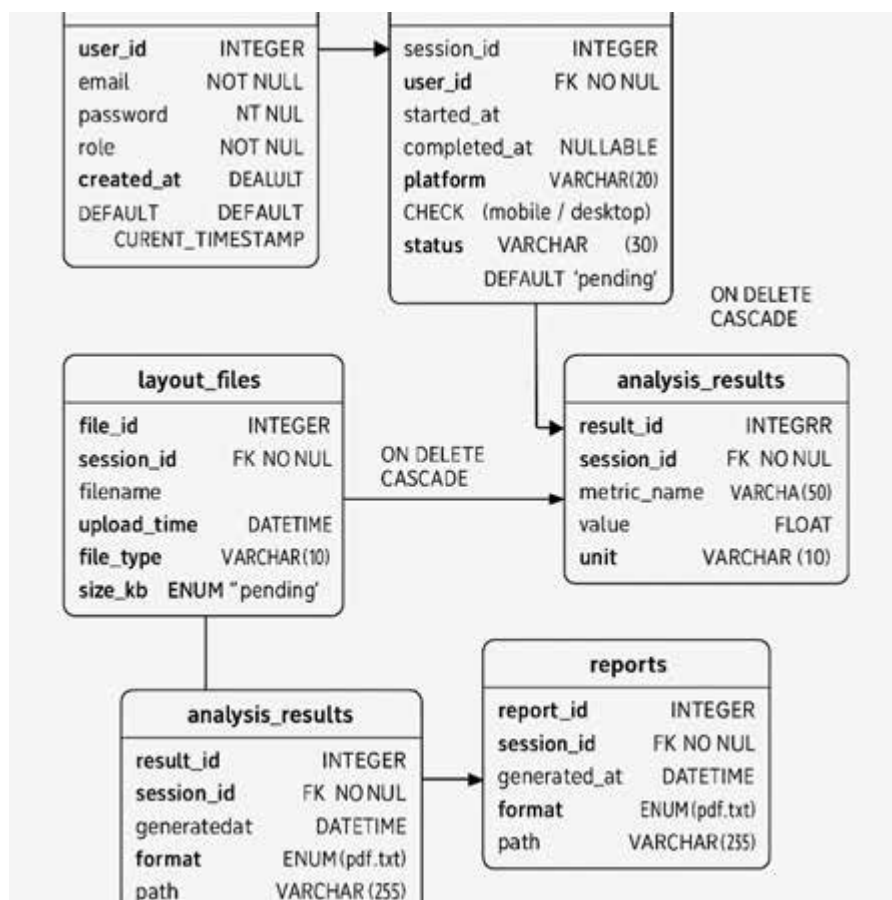 user_id INTEGER
email NOT NULL
password NT NUL
role NOT NUL
created_at DEALULT
DEFAULT DEFAULT
CURENT_TIMESTAMP
session_id INTEGER
user_id FK NO NUL
started_at
completed_at NULLABLE
platform VARCHAR(20)
CHECK (mobile / desktop)
status VARCHAR (30)
DEFAULT 'pending'
ON DELETE
CASCADE
layout_files
file_id INTEGER
session_id FK NO NUL
filename
upload_time DATETIME
file_type VARCHAR(10)
size_kb ENUM "pending'
ON DELETE
CASCADE
analysis_results
result_id INTEGRR
session_id FK NO NUL
metric_name VARCHA(50)
value FLOAT
unit VARCHAR (10)
analysis_results
result_id INTEGER
session_id FK NO NUL
generatedat DATETIME
format ENUM(pdf.txt)
path VARCHAR (255)
reports
report_id INTEGER
session_id FK NO NUL
generated_at DATETIME
format ENUM(pdf.txt)
path VARCHAR(255)